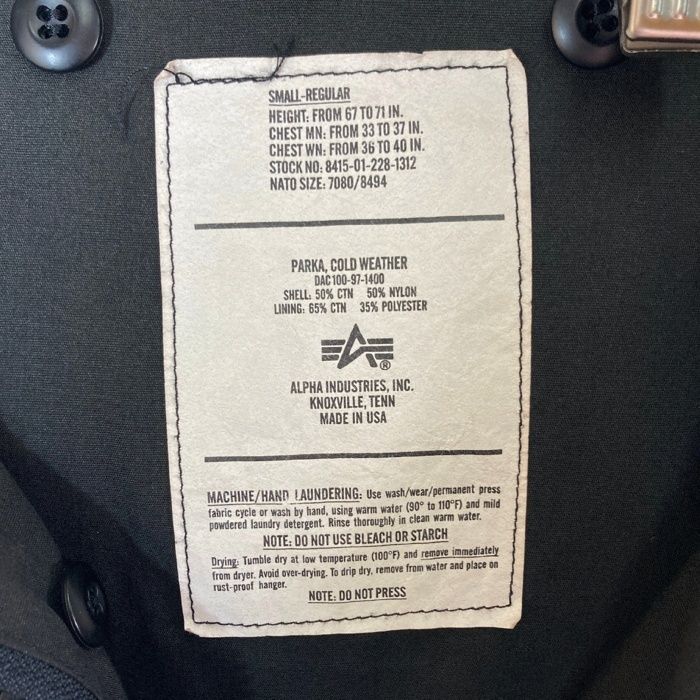 SMALL-REGULAR
HEIGHT: FROM 67 TO 71 IN.
CHEST MN: FROM 33 TO 37 IN.
CHEST WN: FROM 36 TO 40 IN.
STOCK NO: 8415-01-228-1312
NATO SIZE: 7080/8494
PARKA, COLD WEATHER
DAC100-97-1400
SHELL: 50% CTN 50% NYLON
LINING: 65% CTN 35% POLYESTER
®
ALPHA INDUSTRIES, INC.
KNOXVILLE, TENN
MADE IN USA
MACHINE/HAND LAUNDERING: Use wash/wear/permanent press
fabric cycle or wash by hand, using warm water (90° to 110°F) and mild
powdered laundry detergent. Rinse thoroughly in clean warm water.
NOTE: DO NOT USE BLEACH OR STARCH
Drying: Tumble dry at low temperature (100°F) and remove immediately
from dryer. Avoid over-drying. To drip dry, remove from water and place on
rust-proof hanger.
NOTE: DO NOT PRESS